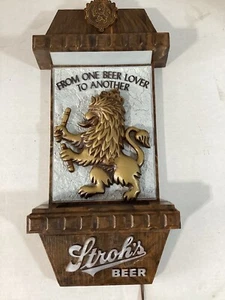 FROM ONE BEER LOVER
TO ANOTHER
Stroh's
BEER